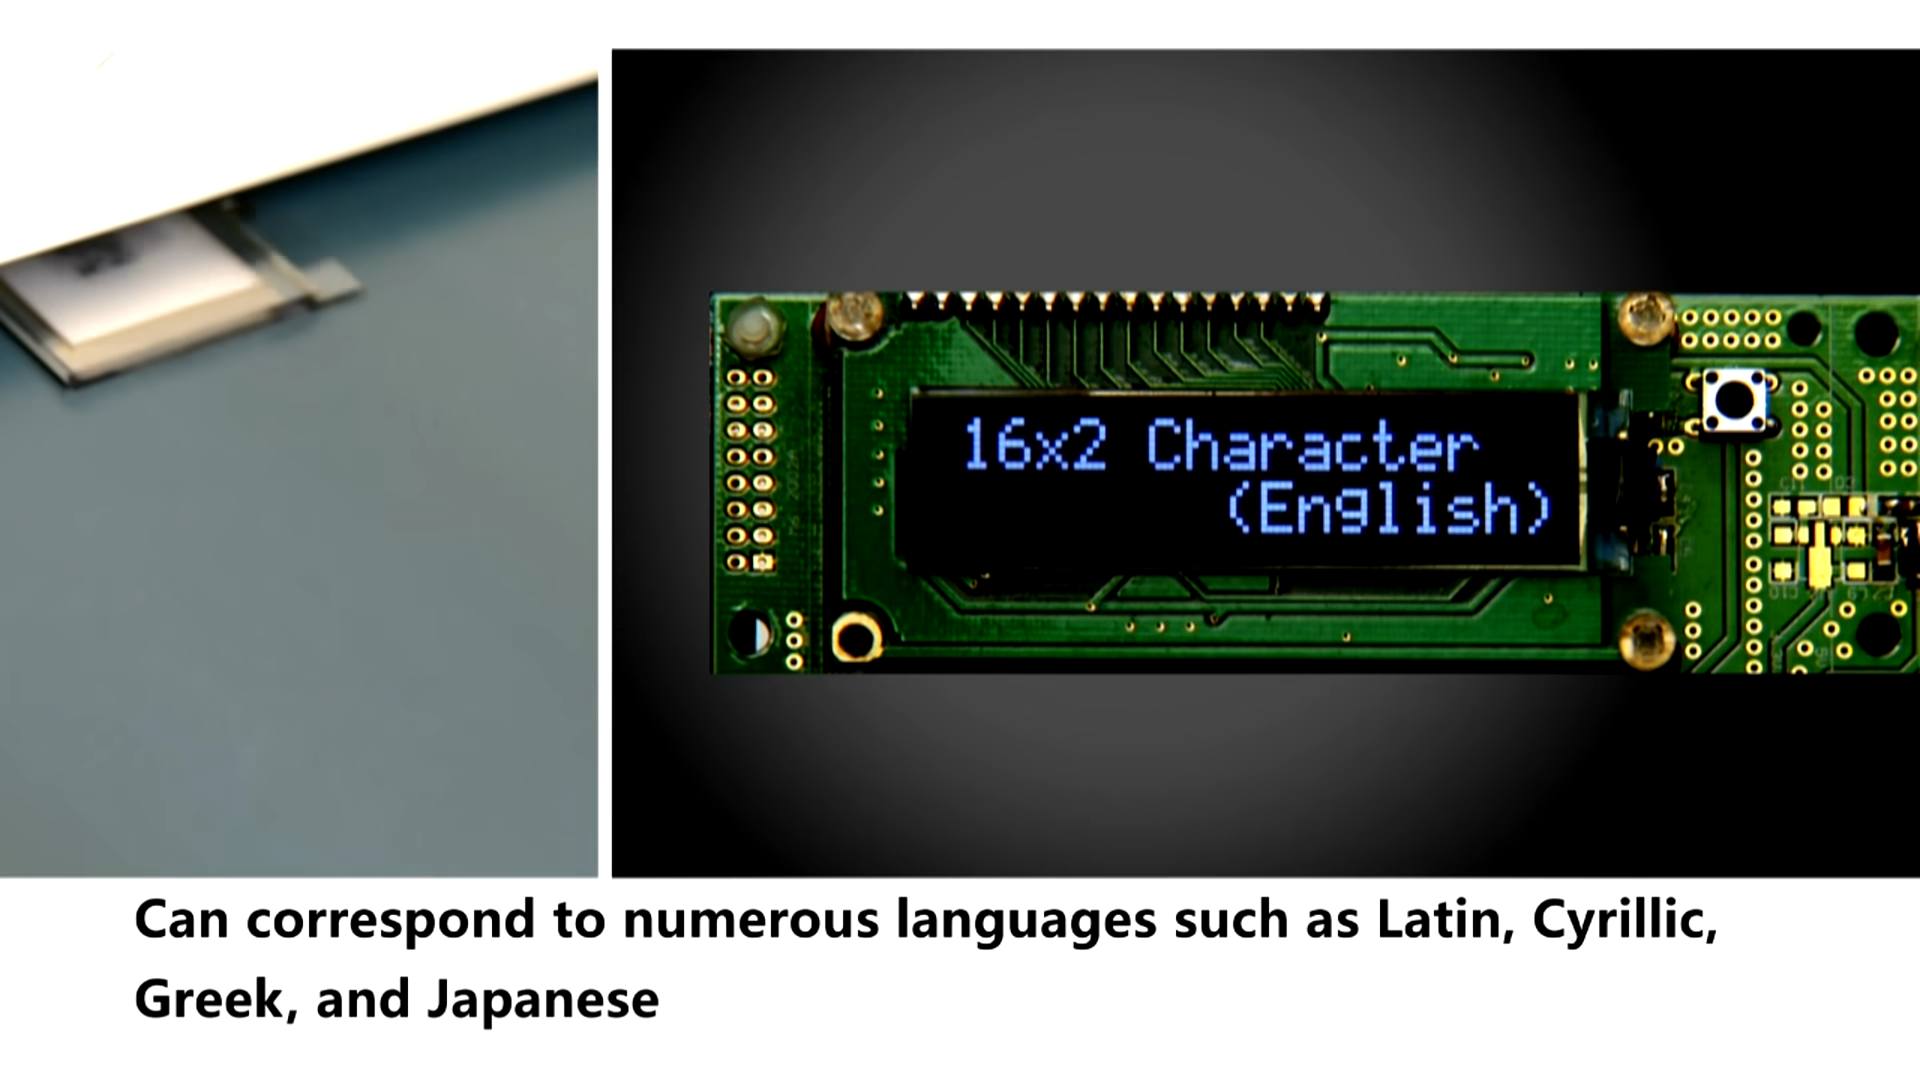 16x2 Character
(English)
Can correspond to numerous languages such as Latin, Cyrillic,
Greek, and Japanese